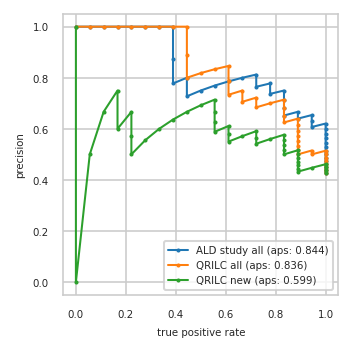 1.0
0.8
0.6
0.4
0.2
0.0
precision
0.0 0.2 0.4 0.6 0.8 1.0
true positive rate
ALD study all (aps: 0.844)
QRILC all (aps: 0.836)
QRILC new (aps: 0.599)